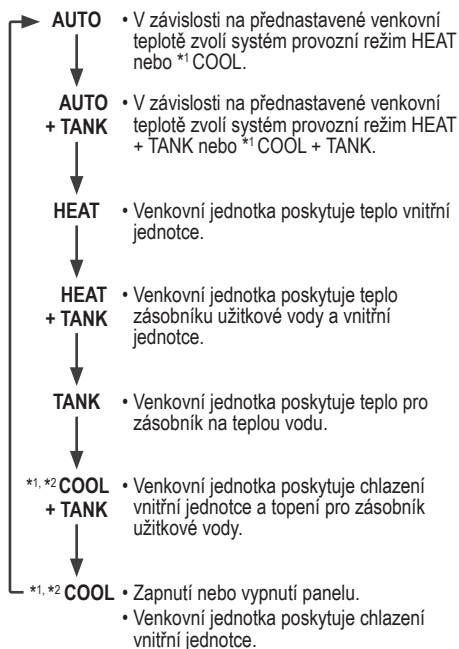 AUTO • V závislosti na přednastavené venkovní
teplotě zvolí systém provozní režim HEAT
nebo *1 COOL.
AUTO • V závislosti na přednastavené venkovní
+ TANK teplotě zvolí systém provozní režim HEAT
+ TANK nebo *1 COOL + TANK.
HEAT • Venkovní jednotka poskytuje teplo vnitřní
jednotce.
HEAT • Venkovní jednotka poskytuje teplo
+ TANK zásobníku užitkové vody a vnitřní
jednotce.
TANK • Venkovní jednotka poskytuje teplo pro
zásobník na teplou vodu.
*1, *2 COOL • Venkovní jednotka poskytuje chlazení
+ TANK vnitřní jednotce a topení pro zásobník
užitkové vody.
*1, *2 COOL • Zapnutí nebo vypnutí panelu.
• Venkovní jednotka poskytuje chlazení
vnitřní jednotce.